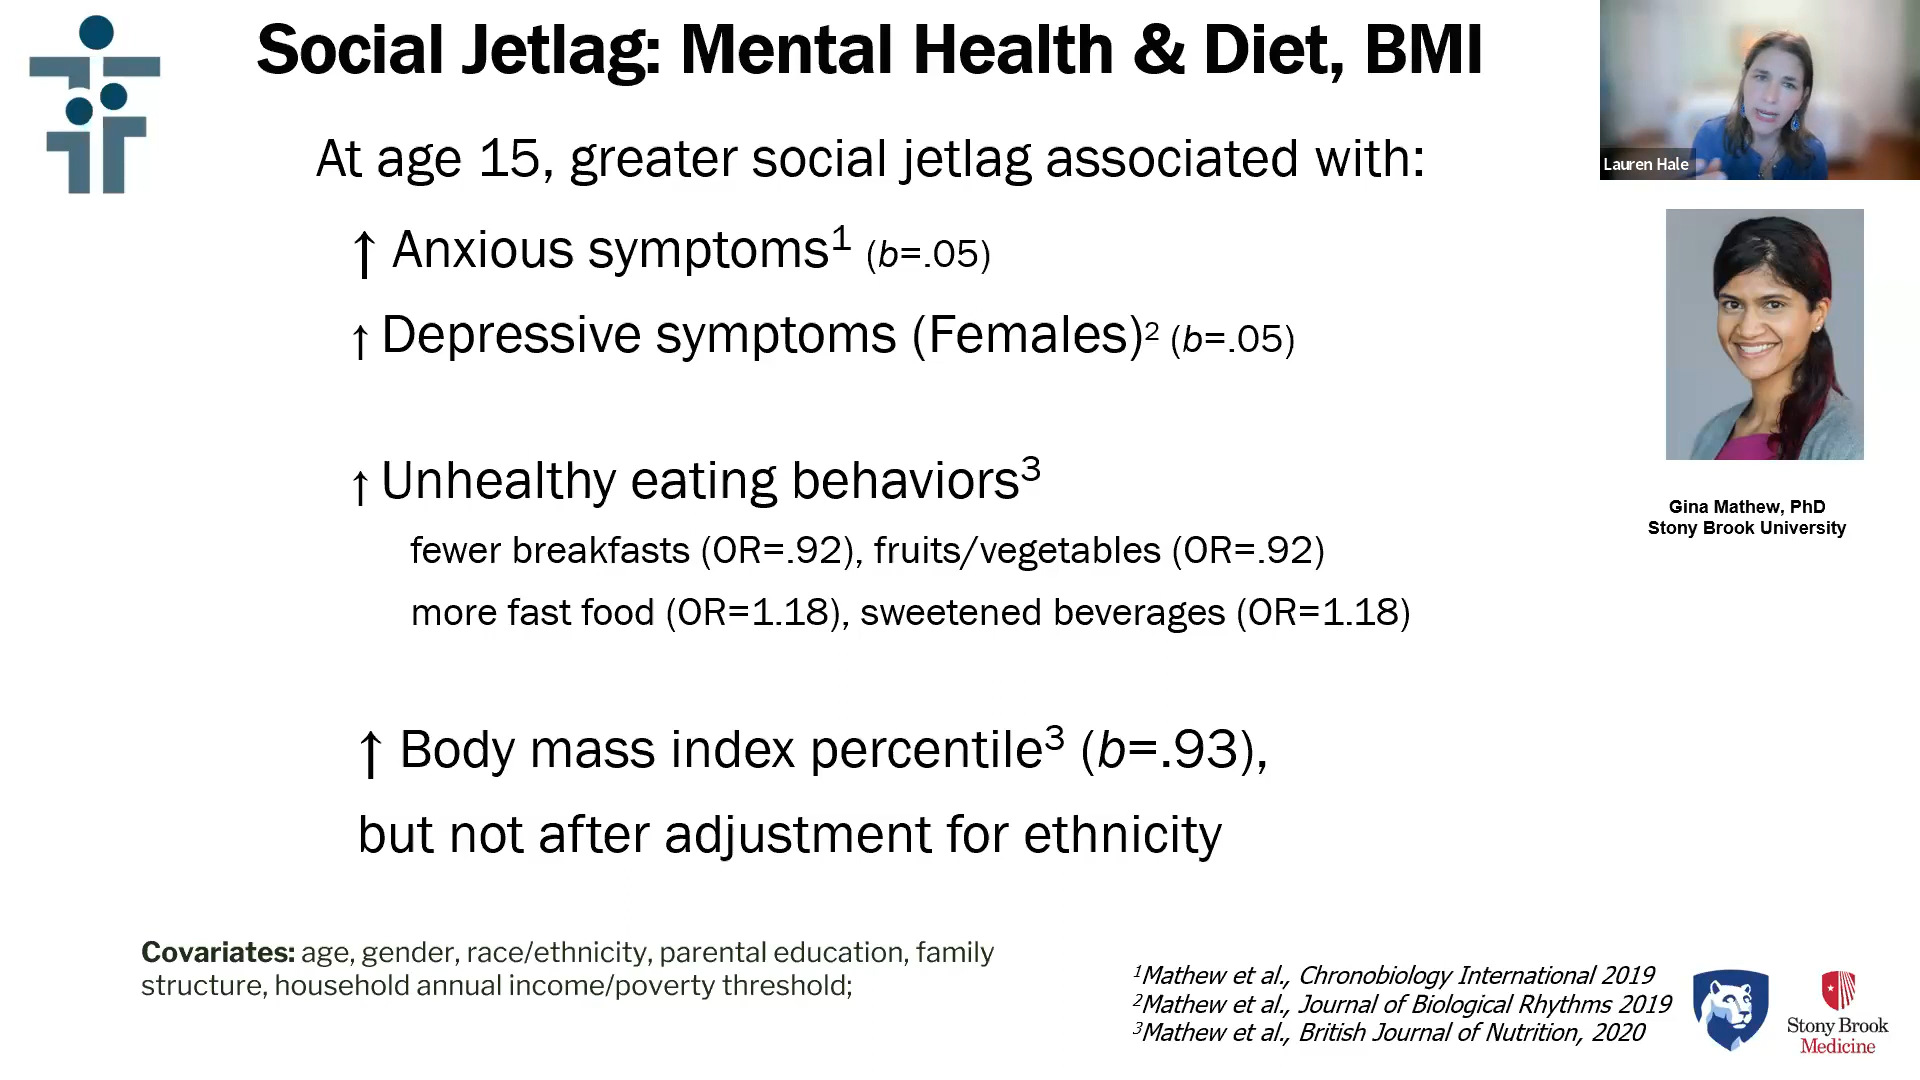 Social Jetlag: Mental Health & Diet, BMI
At age 15, greater social jetlag associated with:
↑ Anxious symptoms¹ (b=.05)
↑ Depressive symptoms (Females)² (b=.05)
↑ Unhealthy eating behaviors³
fewer breakfasts (OR=.92), fruits/vegetables (OR=.92)
more fast food (OR=1.18), sweetened beverages (OR=1.18)
↑ Body mass index percentile³ (b=.93),
but not after adjustment for ethnicity
Covariates: age, gender, race/ethnicity, parental education, family
structure, household annual income/poverty threshold;
¹Mathew et al., Chronobiology International 2019
²Mathew et al., Journal of Biological Rhythms 2019
³Mathew et al., British Journal of Nutrition, 2020
Lauren Hale
Gina Mathew, PhD
Stony Brook University
Stony Brook
Medicine